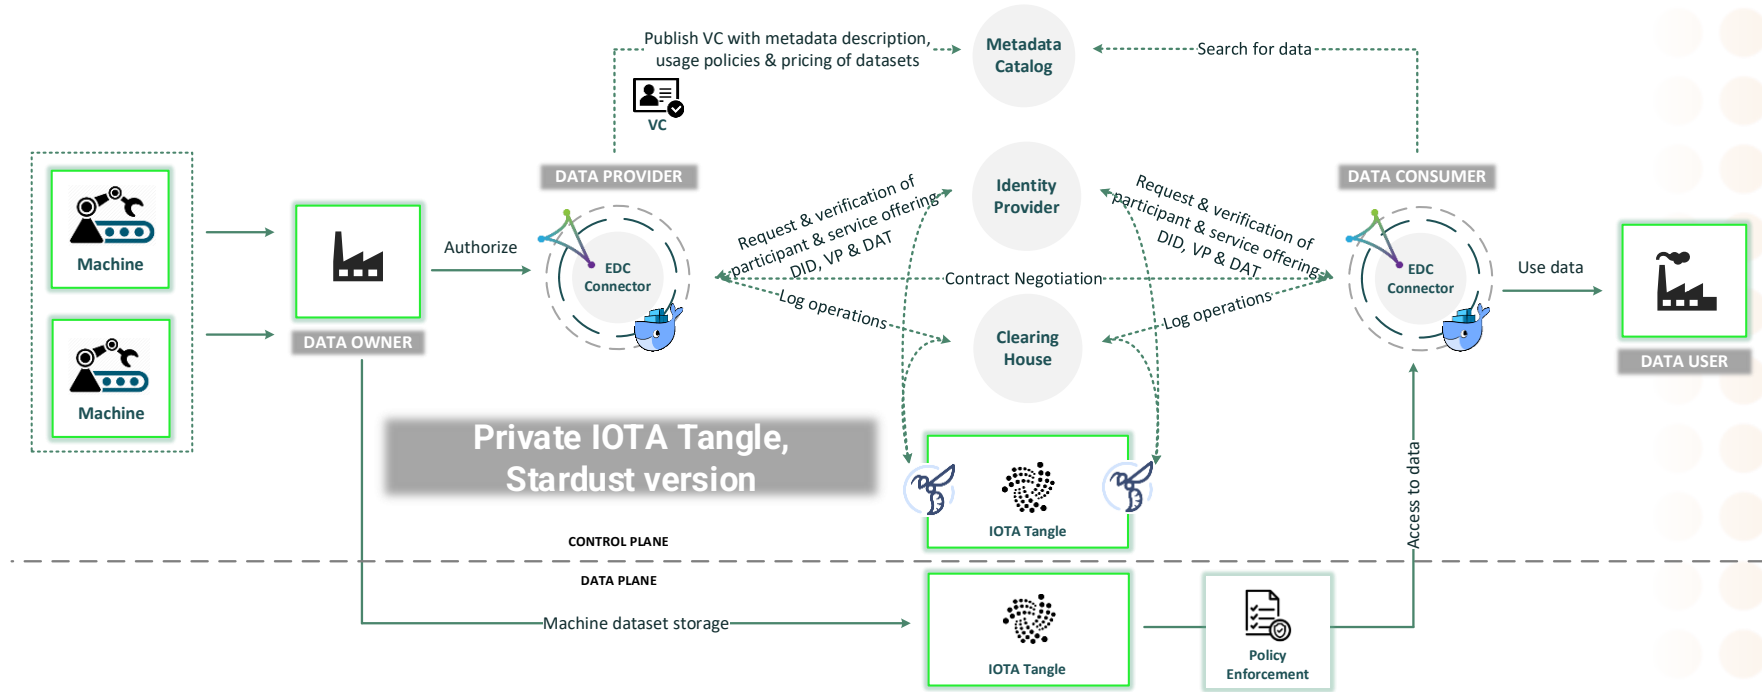 Publish VC with metadata description,
usage policies & pricing of datasets
Metadata
Catalog
Search for data
VC
DATA PROVIDER
DATA CONSUMER
Machine
Machine
DATA OWNER
Authorize
EDC
Connector
Request & verification of
participant & service offering
DID, VP & DAT
Identity
Provider
Request & verification of
participant & service offering
DID, VP & DAT
Contract Negotiation
Log operations
Log operations
Clearing
House
EDC
Connector
Use data
DATA USER
Private IOTA Tangle,
Stardust version
IOTA Tangle
Access to data
CONTROL PLANE
DATA PLANE
Machine dataset storage
IOTA Tangle
Policy
Enforcement